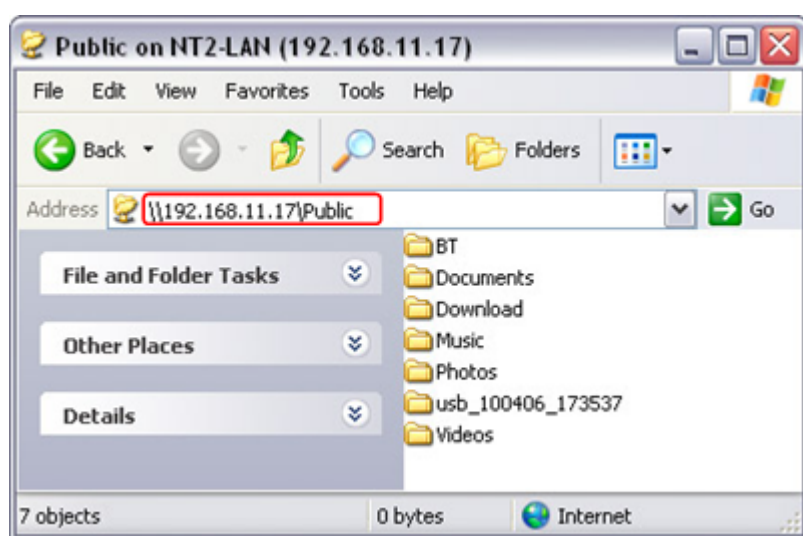 Public on NT2-LAN (192.168.11.17)
File Edit View Favorites Tools Help
Back Search Folders
Address \\192.168.11.17\Public Go
File and Folder Tasks
Other Places
Details
BT
Documents
Download
Music
Photos
usb_100406_173537
Videos
7 objects 0 bytes Internet